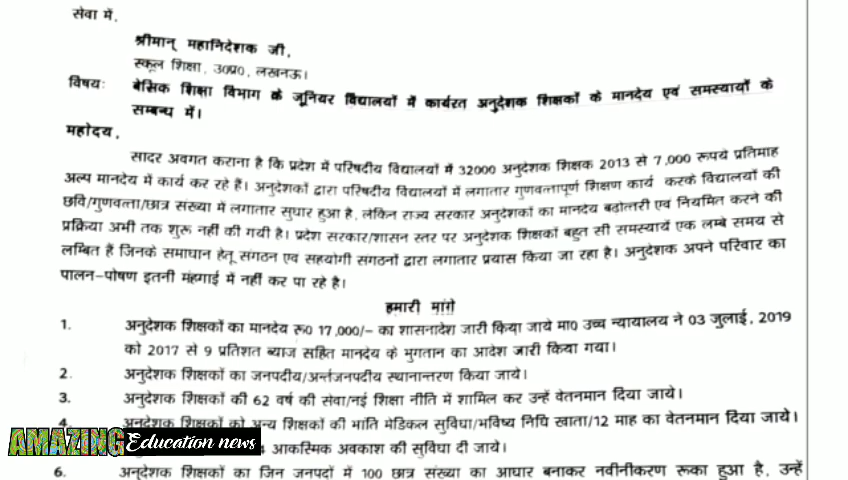 सेवा में,
श्रीमान् महानिदेशक जी,
स्कूल शिक्षा, उ0प्र0, लखनऊ।
विषयः बेसिक शिक्षा विभाग के जूनियर विद्यालयों में कार्यरत अनुदेशक शिक्षकों के मानदेय एवं समस्यायों के
सम्बन्ध में।
महोदय,
सादर अवगत कराना है कि प्रदेश में परिषदीय विद्यालयों में 32000 अनुदेशक शिक्षक 2013 से 7,000 रूपये प्रतिमाह
अल्प मानदेय में कार्य कर रहे हैं। अनुदेशकों द्वारा परिषदीय विद्यालयों में लगातार गुणवत्तापूर्ण शिक्षण कार्य करके विद्यालयों की
छवि/गुणवत्ता/छात्र संख्या में लगातार सुधार हुआ है, लेकिन राज्य सरकार अनुदेशकों का मानदेय बढोत्तरी एवं नियमित करने की
प्रक्रिया अभी तक शुरू नहीं की गयी है। प्रदेश सरकार/शासन स्तर पर अनुदेशक शिक्षकों बहुत सी समस्यायें एक लम्बे समय से
लम्बित हैं जिनके समाधान हेतू संगठन एवं सहयोगी संगठनों द्वारा लगातार प्रयास किया जा रहा है। अनुदेशक अपने परिवार का
पालन-पोषण इतनी मंहगाई में नहीं कर पा रहे है।
हमारी मांगे
1. अनुदेशक शिक्षकों का मानदेय रू0 17,000/- का शासनादेश जारी किया जाये मा0 उच्च न्यायालय ने 03 जुलाई, 2019
को 2017 से 9 प्रतिशत ब्याज सहित मानदेय के भुगतान का आदेश जारी किया गया।
2. अनुदेशक शिक्षकों का जनपदीय/अर्न्तजनपदीय स्थानान्तरण किया जाये।
3. अनुदेशक शिक्षकों की 62 वर्ष की सेवा/नई शिक्षा नीति में शामिल कर उन्हें वेतनमान दिया जाये।
4. अनुदेशक शिक्षकों को अन्य शिक्षकों की भांति मेडिकल सुविधा/भविष्य निधि खाता/12 माह का वेतनमान दिया जाये।
AMAZING Education news 4 आकस्मिक अवकाश की सुविधा दी जाये।
6. अनुदेशक शिक्षकों का जिन जनपदों में 100 छात्र संख्या का आधार बनाकर नवीनीकरण रूका हुआ है, उन्हें